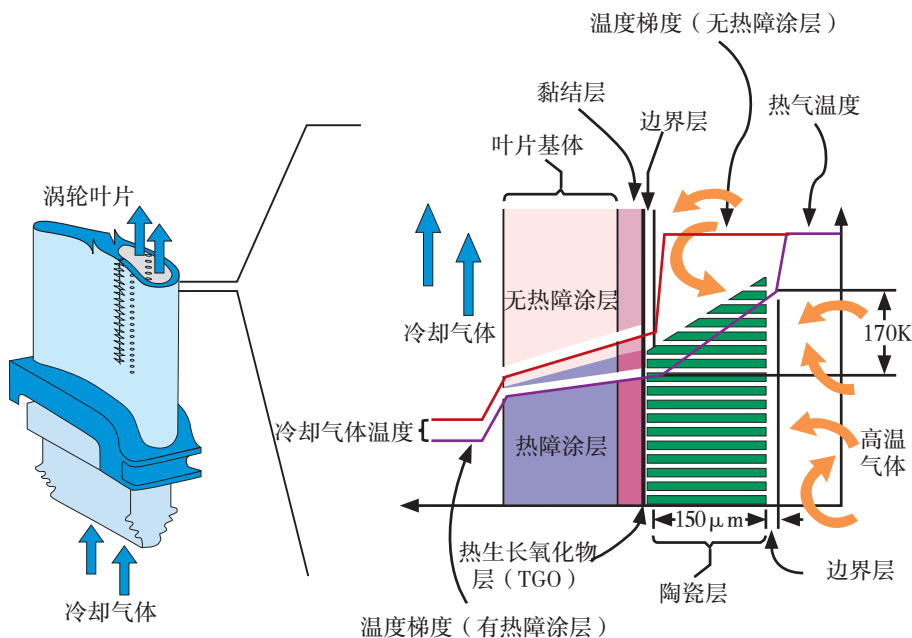 温度梯度（无热障涂层）
黏结层
热气温度
边界层
叶片基体
涡轮叶片
无热障涂层
冷却气体
170K
冷却气体温度
热障涂层
高温
气体
150μm
热生长氧化物
层（TGO）
边界层
陶瓷层
冷却气体
温度梯度（有热障涂层）